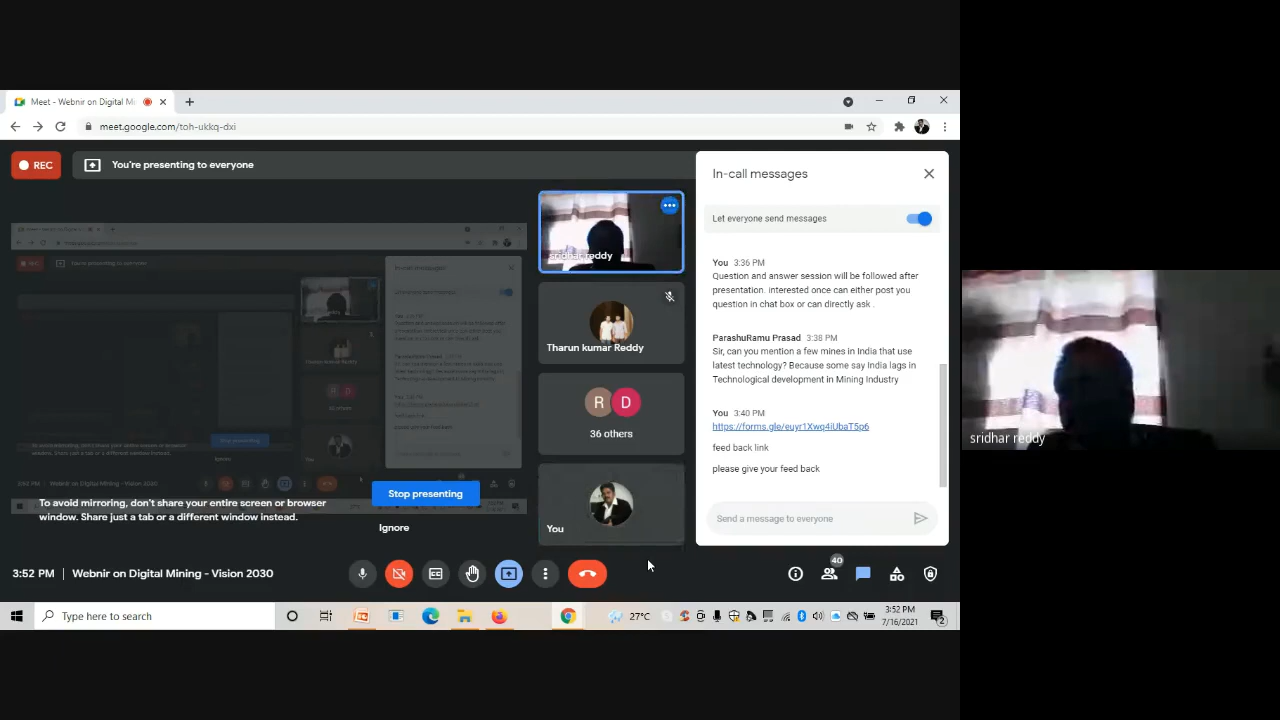 Meet - Webnir on Digital Mi
meet.google.com/toh-ukkq-dxi
REC
You're presenting to everyone
In-call messages
Let everyone send messages
You 3:36 PM
Question and answer session will be followed after
presentation. interested once can either post you
question in chat box or can directly ask .
ParashuRamu Prasad 3:38 PM
Sir, can you mention a few mines in India that use
latest technology? Because some say India lags in
Technological development in Mining Industry
You 3:40 PM
https://forms.gle/euyr1Xwq4iUbaT5p6
feed back link
please give your feed back
Send a message to everyone
sridhar reddy
Tharun kumar Reddy
R D
36 others
You
To avoid mirroring, don't share your entire screen or browser
window. Share just a tab or a different window instead.
Stop presenting
Ignore
3:52 PM | Webnir on Digital Mining - Vision 2030
40
Type here to search
27°C
3:52 PM
7/16/2021
2
sridhar reddy